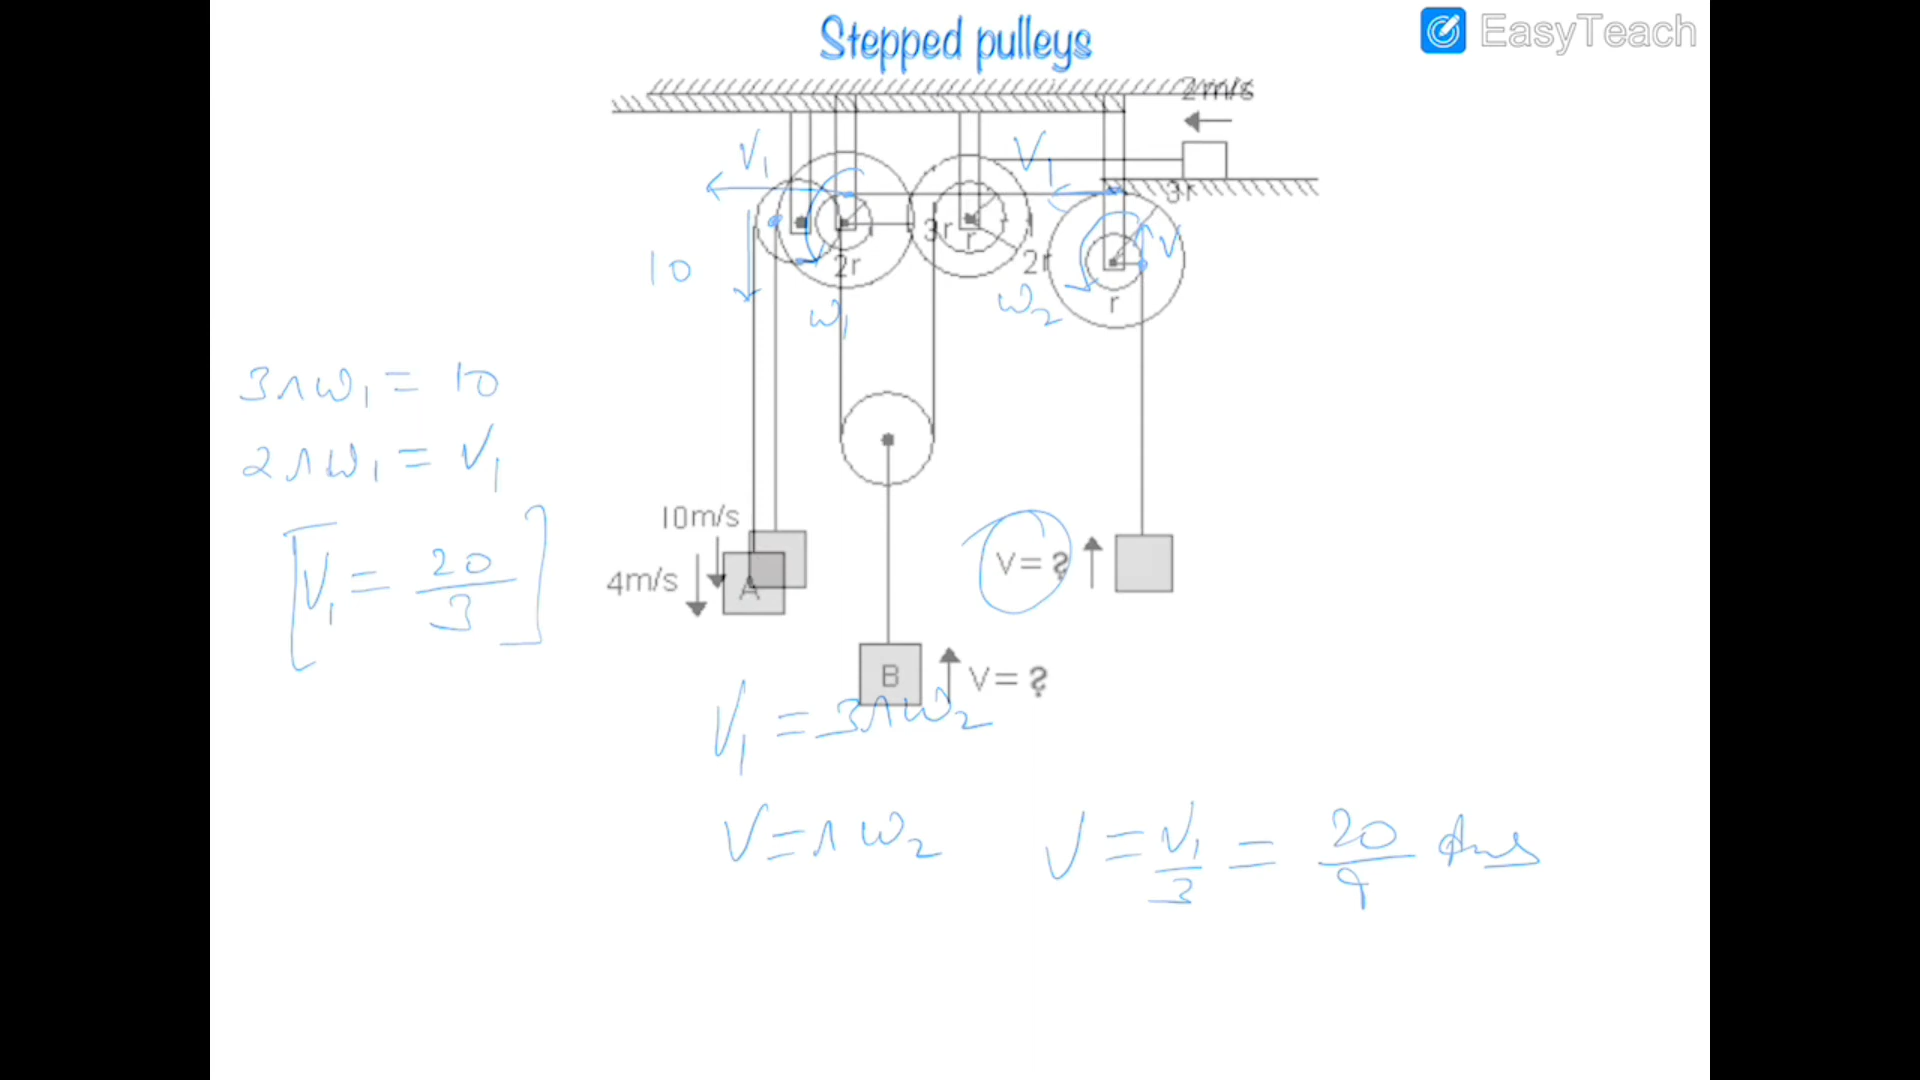 Stepped pulleys
EasyTeach
2m/s
V₁
V₁
3r
3r
r
2r
2r
V
10
r
ω₁
ω₂
3rω₁ = 10
2rω₁ = V₁
V₁ = 20/3
10m/s
4m/s
A
V= ?
B
V= ?
V₁ = 3rω₂
V = rω₂
V = V₁/3 = 20/9 Ans